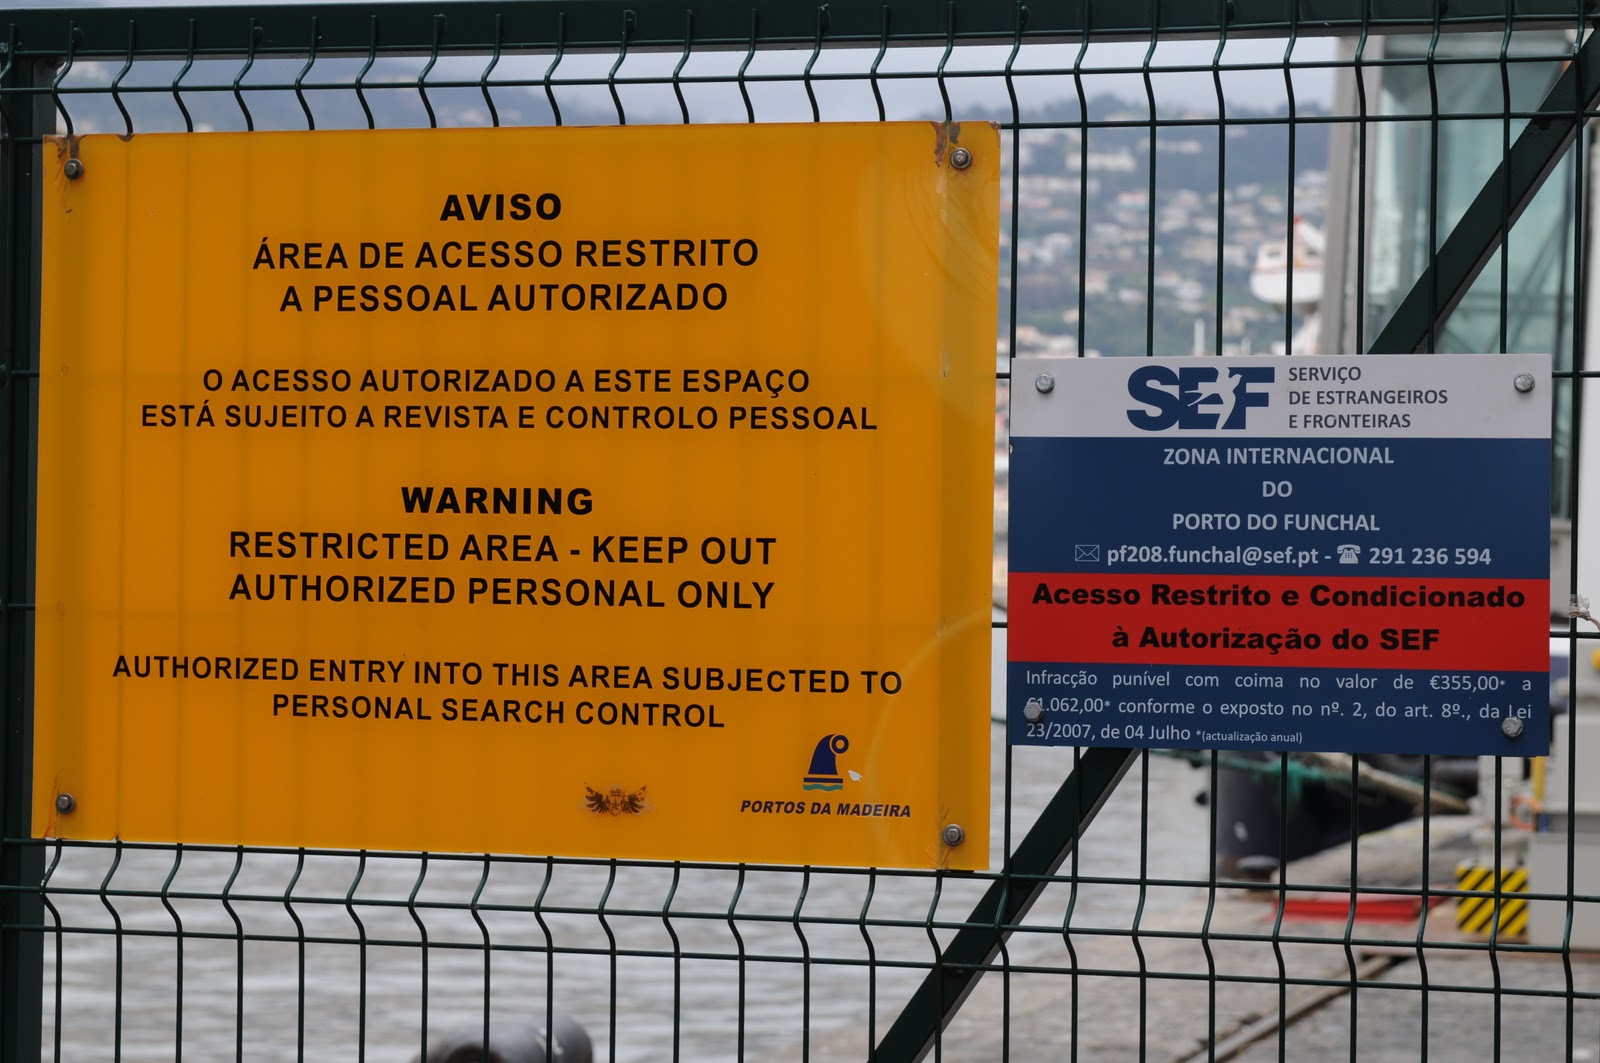 AVISO
ÁREA DE ACESSO RESTRITO
A PESSOAL AUTORIZADO
O ACESSO AUTORIZADO A ESTE ESPAÇO
ESTÁ SUJEITO A REVISTA E CONTROLO PESSOAL
WARNING
RESTRICTED AREA - KEEP OUT
AUTHORIZED PERSONAL ONLY
AUTHORIZED ENTRY INTO THIS AREA SUBJECTED TO
PERSONAL SEARCH CONTROL
PORTOS DA MADEIRA
SEF
SERVIÇO
DE ESTRANGEIROS
E FRONTEIRAS
ZONA INTERNACIONAL
DO
PORTO DO FUNCHAL
✉ pf208.funchal@sef.pt - ☎ 291 236 594
Acesso Restrito e Condicionado
à Autorização do SEF
Infracção punível com coima no valor de €355,00* a
€1.062,00* conforme o exposto no nº. 2, do art. 8º., da Lei
23/2007, de 04 Julho *(actualização anual)